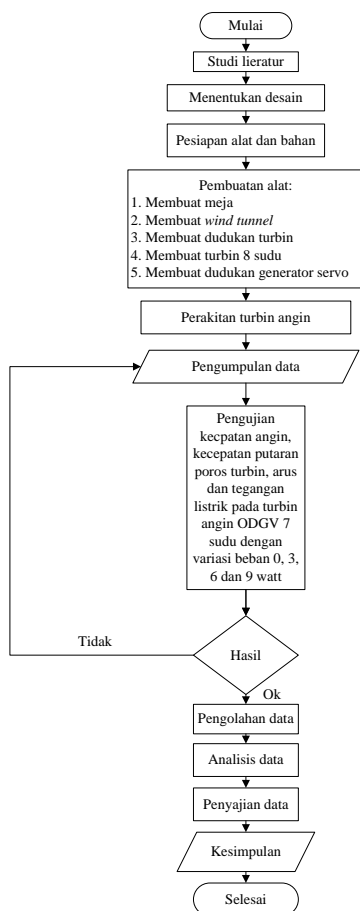 Mulai
Studi lieratur
Menentukan desain
Pesiapan alat dan bahan
Pembuatan alat:
1. Membuat meja
2. Membuat wind tunnel
3. Membuat dudukan turbin
4. Membuat turbin 8 sudu
5. Membuat dudukan generator servo
Perakitan turbin angin
Pengumpulan data
Pengujian
kecpatan angin,
kecepatan putaran
poros turbin, arus
dan tegangan
listrik pada turbin
angin ODGV 7
sudu dengan
variasi beban 0, 3,
6 dan 9 watt
Tidak
Hasil
Ok
Pengolahan data
Analisis data
Penyajian data
Kesimpulan
Selesai